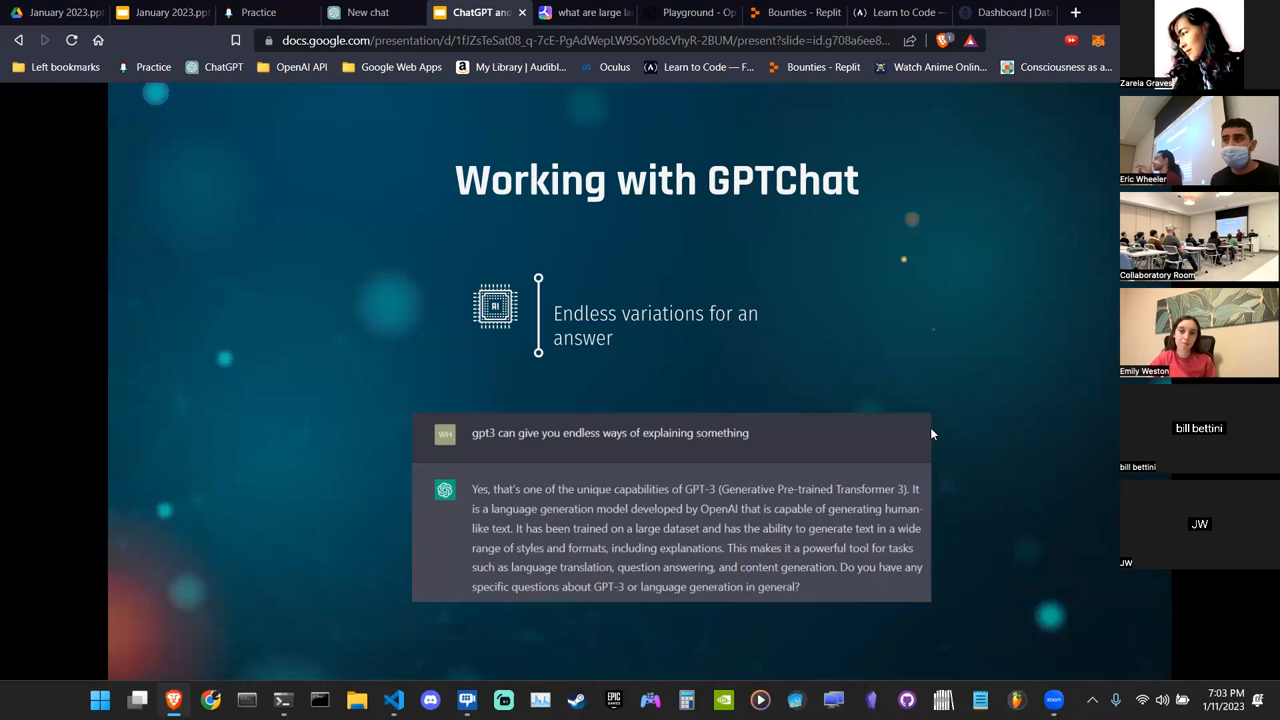 January 2023.ppt
January 2023.ppt
Practice
New chat
ChatGPT and
what are large la
Playground - Op
Bounties - Replit
Learn to Code —
Dashboard | Dat
docs.google.com/presentation/d/
present?slide=id.g708a6ee8...
Left bookmarks
Practice
ChatGPT
OpenAI API
Google Web Apps
My Library | Audibl...
Oculus
Learn to Code — F...
Bounties - Replit
Watch Anime Onlin...
Consciousness as a...
Working with GPTChat
AI
Endless variations for an
answer
WH
gpt3 can give you endless ways of explaining something
Yes, that's one of the unique capabilities of GPT-3 (Generative Pre-trained Transformer 3). It
is a language generation model developed by OpenAI that is capable of generating human-
like text. It has been trained on a large dataset and has the ability to generate text in a wide
range of styles and formats, including explanations. This makes it a powerful tool for tasks
such as language translation, question answering, and content generation. Do you have any
specific questions about GPT-3 or language generation in general?
Zarela Graves
Eric Wheeler
Collaboratory Room
Emily Weston
bill bettini
bill bettini
JW
JW
EPIC
GAMES
zoom
7:03 PM
1/11/2023